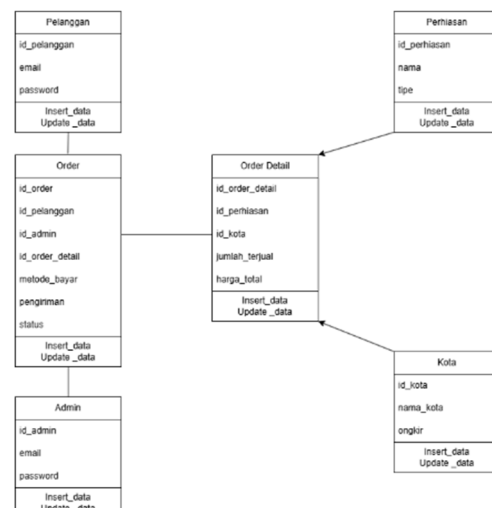 Pelanggan
id_pelanggan
email
password
Insert_data
Update _data
Perhiasan
id_perhiasan
nama
tipe
Insert_data
Update _data
Order
id_order
id_pelanggan
id_admin
id_order_detail
metode_bayar
pengiriman
status
Insert_data
Update _data
Order Detail
id_order_detail
id_perhiasan
id_kota
jumlah_terjual
harga_total
Insert_data
Update _data
Kota
id_kota
nama_kota
ongkir
Insert_data
Update _data
Admin
id_admin
email
password
Insert_data
Update _data